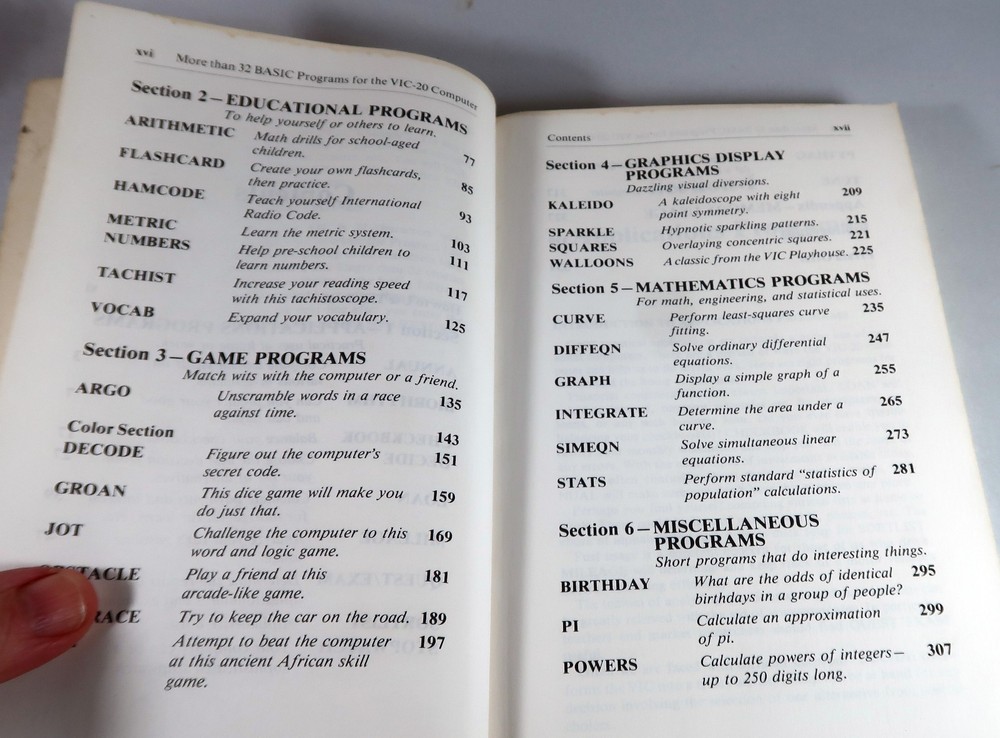 xvi More than 32 BASIC Programs for the VIC-20 Computer
Section 2—EDUCATIONAL PROGRAMS
To help yourself or others to learn.
ARITHMETIC Math drills for school-aged
children. 77
FLASHCARD Create your own flashcards,
then practice. 85
HAMCODE Teach yourself International
Radio Code. 93
METRIC Learn the metric system. 103
NUMBERS Help pre-school children to
learn numbers. 111
TACHIST Increase your reading speed
with this tachistoscope. 117
VOCAB Expand your vocabulary. 125
Section 3—GAME PROGRAMS
Match wits with the computer or a friend.
ARGO Unscramble words in a race
against time. 135
Color Section 143
DECODE Figure out the computer's
secret code. 151
GROAN This dice game will make you
do just that. 159
JOT Challenge the computer to this
word and logic game. 169
TACLE Play a friend at this
arcade-like game. 181
RACE Try to keep the car on the road. 189
Attempt to beat the computer
at this ancient African skill
game. 197
Contents xvii
Section 4—GRAPHICS DISPLAY
PROGRAMS
Dazzling visual diversions.
KALEIDO A kaleidoscope with eight
point symmetry. 209
SPARKLE Hypnotic sparkling patterns. 215
SQUARES Overlaying concentric squares. 221
WALLOONS A classic from the VIC Playhouse. 225
Section 5—MATHEMATICS PROGRAMS
For math, engineering, and statistical uses.
CURVE Perform least-squares curve
fitting. 235
DIFFEQN Solve ordinary differential
equations. 247
GRAPH Display a simple graph of a
function. 255
INTEGRATE Determine the area under a
curve. 265
SIMEQN Solve simultaneous linear
equations. 273
STATS Perform standard "statistics of
population" calculations. 281
Section 6—MISCELLANEOUS
PROGRAMS
Short programs that do interesting things.
BIRTHDAY What are the odds of identical
birthdays in a group of people? 295
PI Calculate an approximation
of pi. 299
POWERS Calculate powers of integers—
up to 250 digits long. 307